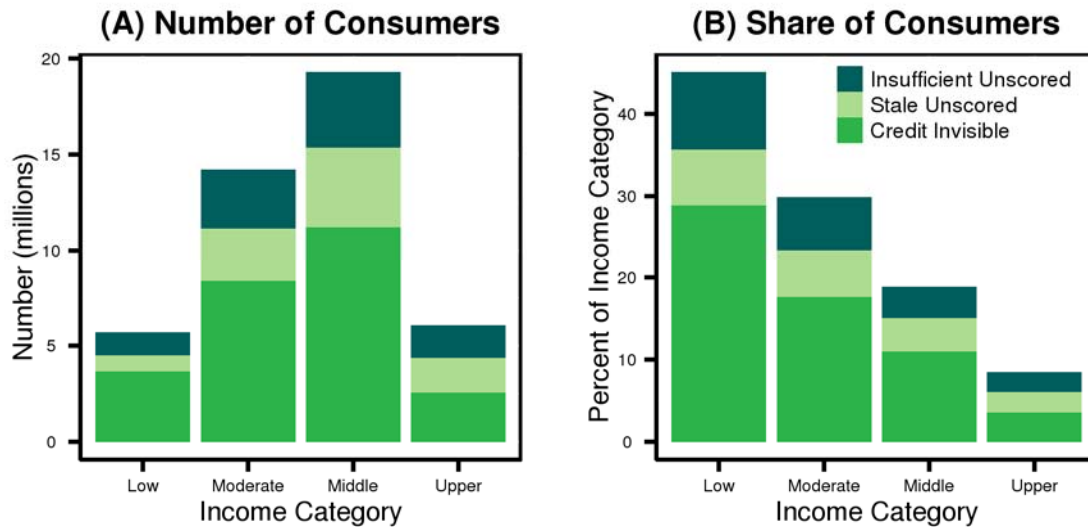 (A) Number of Consumers
Number (millions)
20
15
10
5
0
Low Moderate Middle Upper
Income Category
(B) Share of Consumers
Percent of Income Category
40
30
20
10
0
Insufficient Unscored
Stale Unscored
Credit Invisible
Low Moderate Middle Upper
Income Category